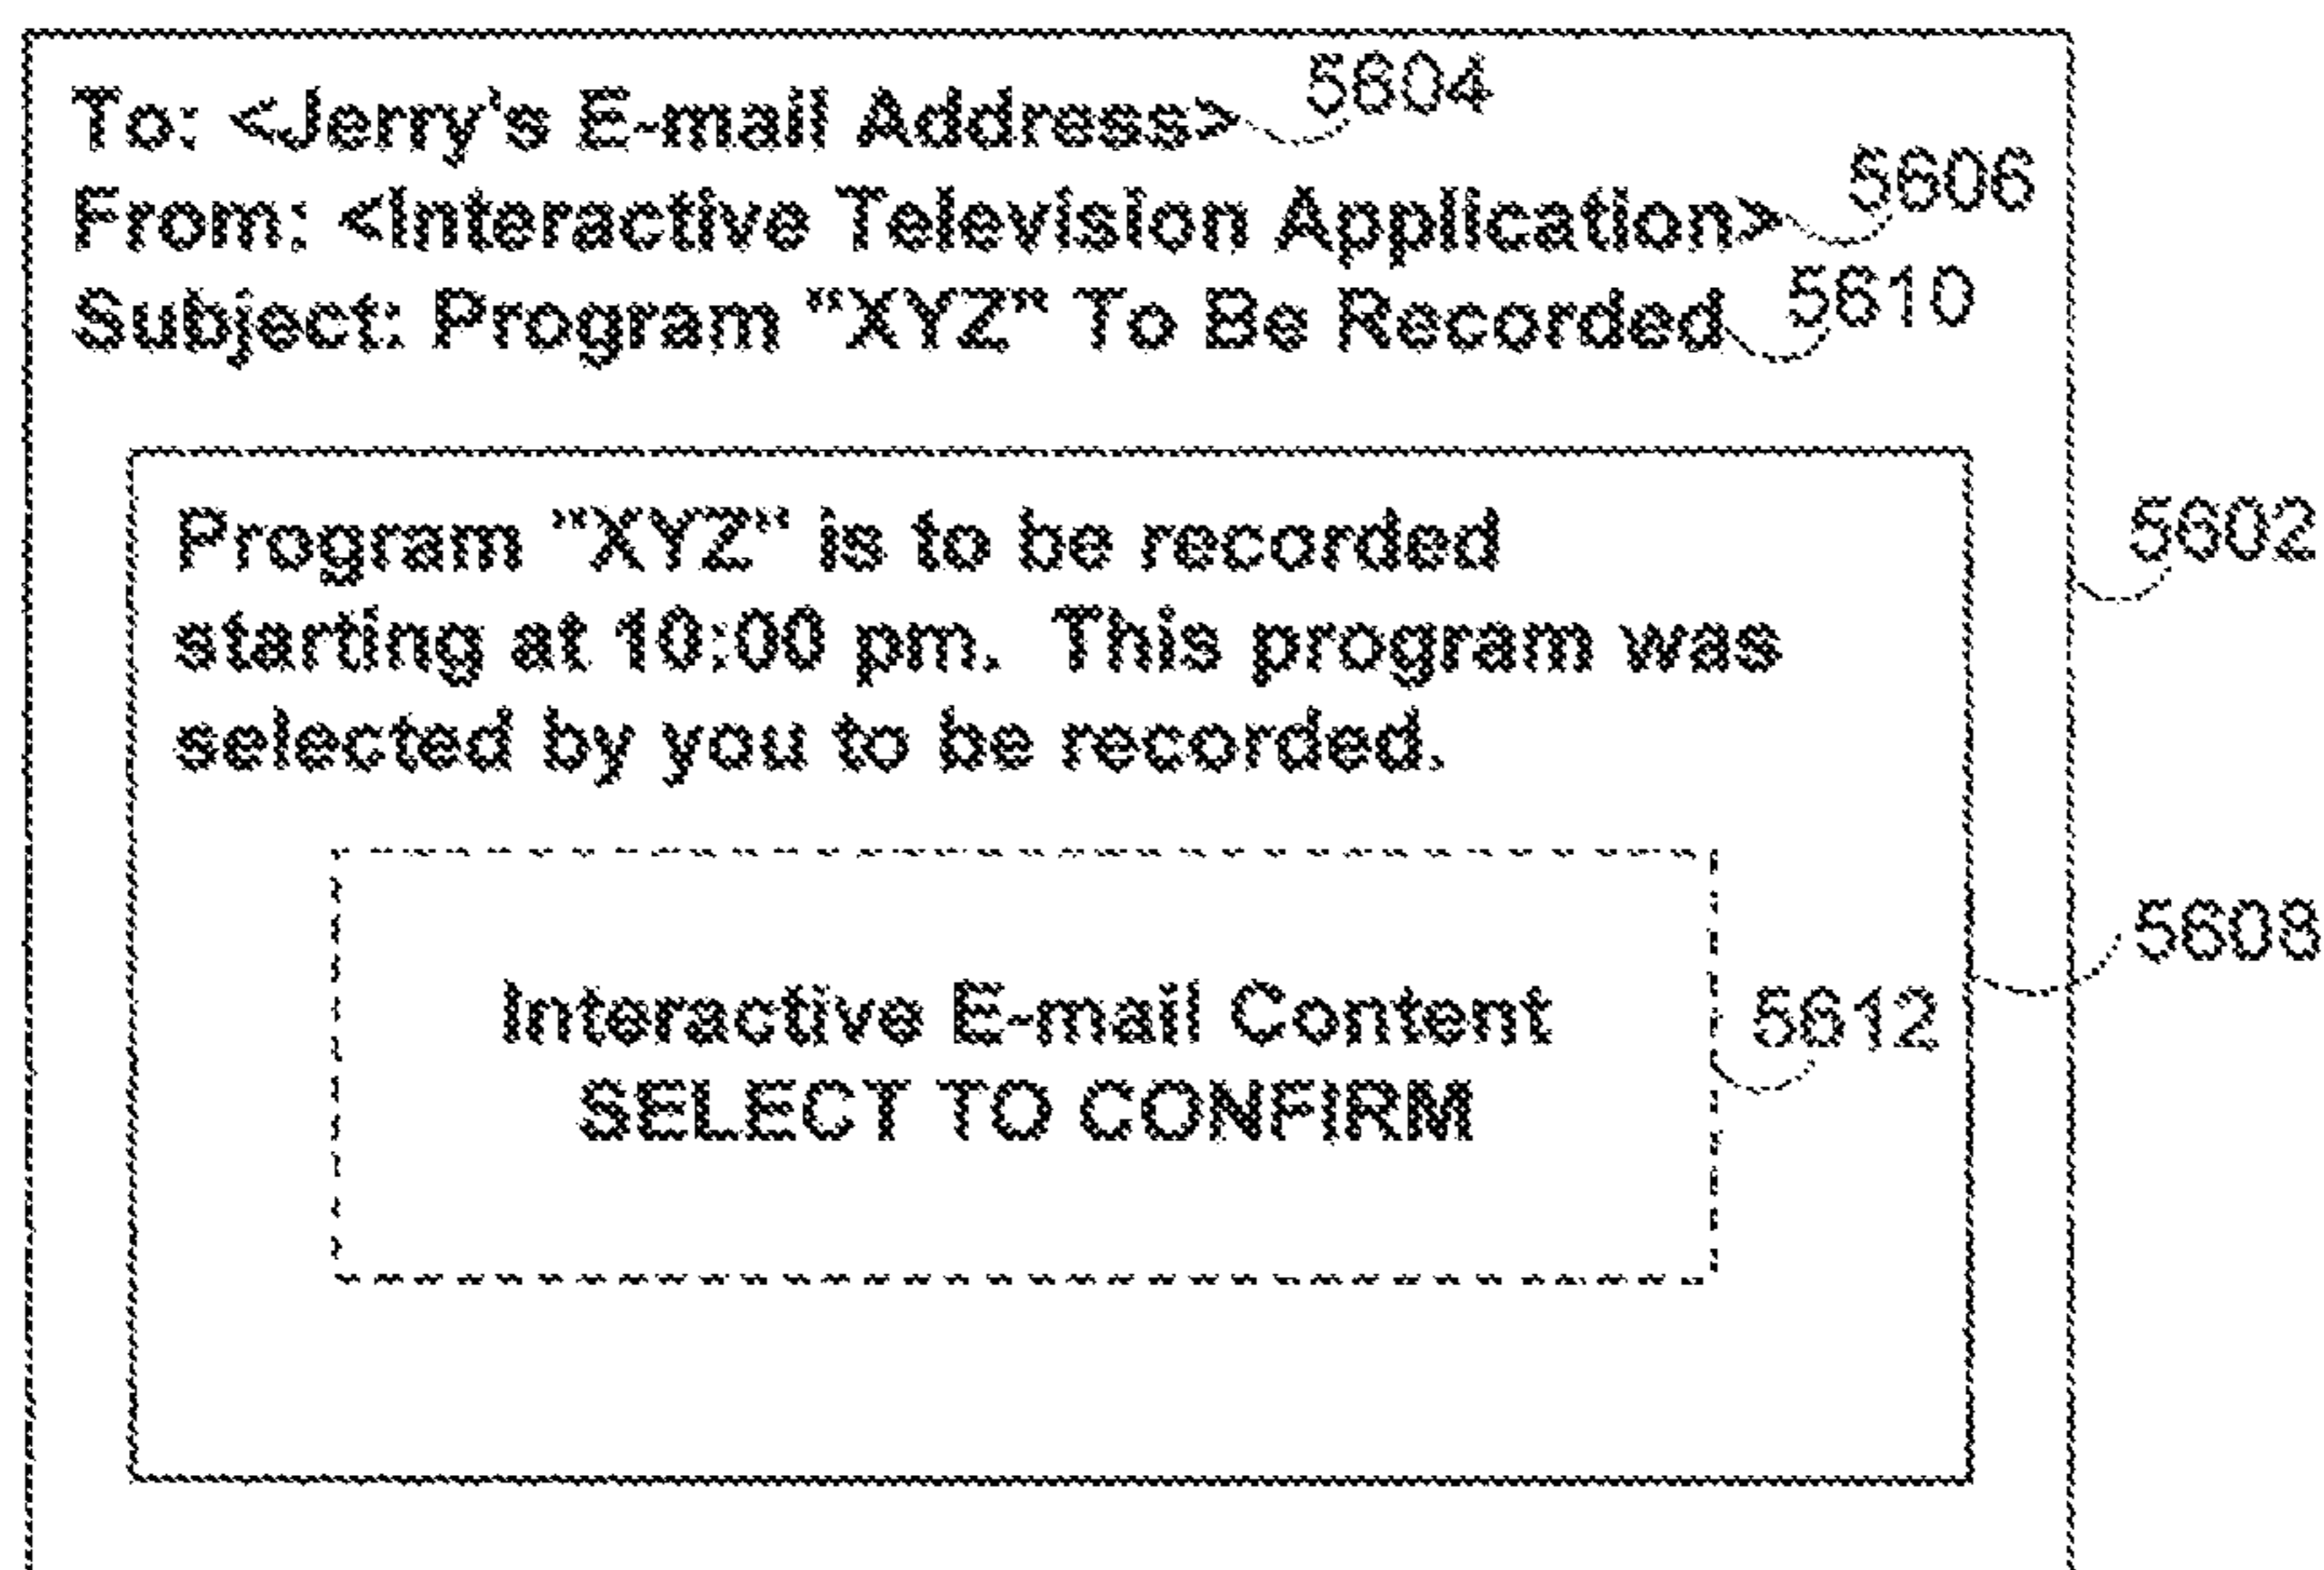 To: <Jerry's E-mail Address> 5604
From: <Interactive Television Application> 5606
Subject: Program "XYZ" To Be Recorded 5610
Program "XYZ" is to be recorded
5602
starting at 10:00 pm. This program was
selected by you to be recorded.
5608
Interactive E-mail Content
5612
SELECT TO CONFIRM